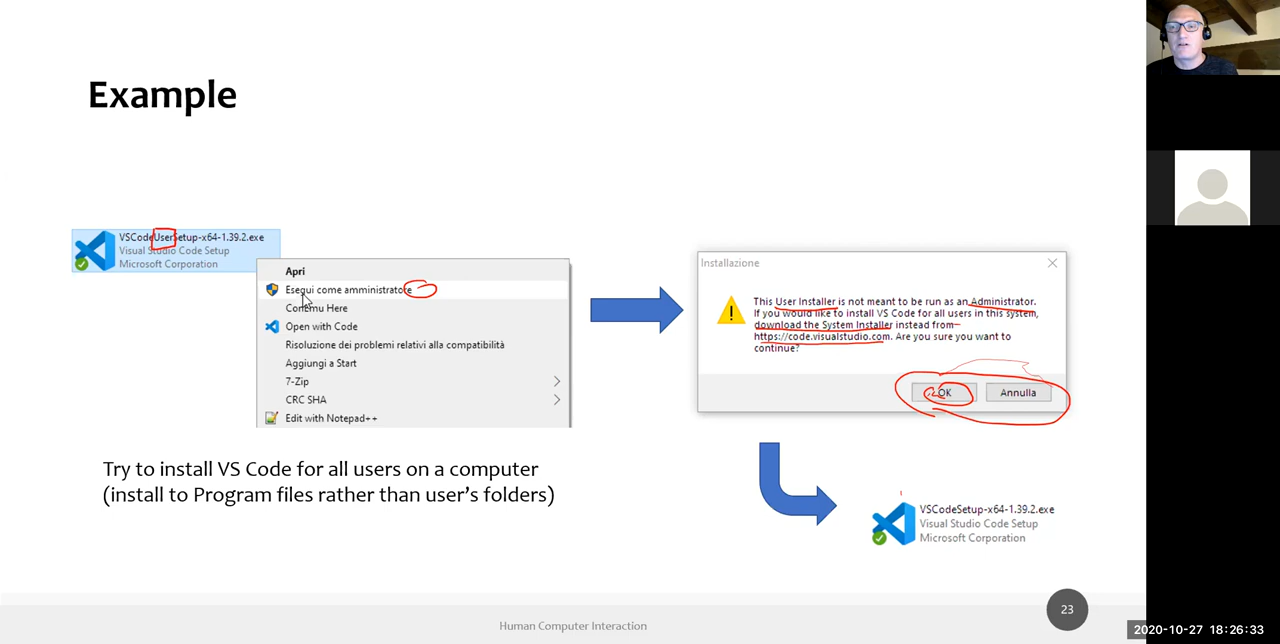 Example
VSCodeUserSetup-x64-1.39.2.exe
Visual Studio Code Setup
Microsoft Corporation
Apri
Esegui come amministratore
Contemu Here
Open with Code
Risoluzione dei problemi relativi alla compatibilità
Aggiungi a Start
7-Zip
CRC SHA
Edit with Notepad++
Installazione
This User Installer is not meant to be run as an Administrator.
If you would like to install VS Code for all users in this system,
download the System Installer instead from
https://code.visualstudio.com. Are you sure you want to
continue?
OK
Annulla
Try to install VS Code for all users on a computer
(install to Program files rather than user's folders)
VSCodeSetup-x64-1.39.2.exe
Visual Studio Code Setup
Microsoft Corporation
Human Computer Interaction
23
2020-10-27 18:26:33